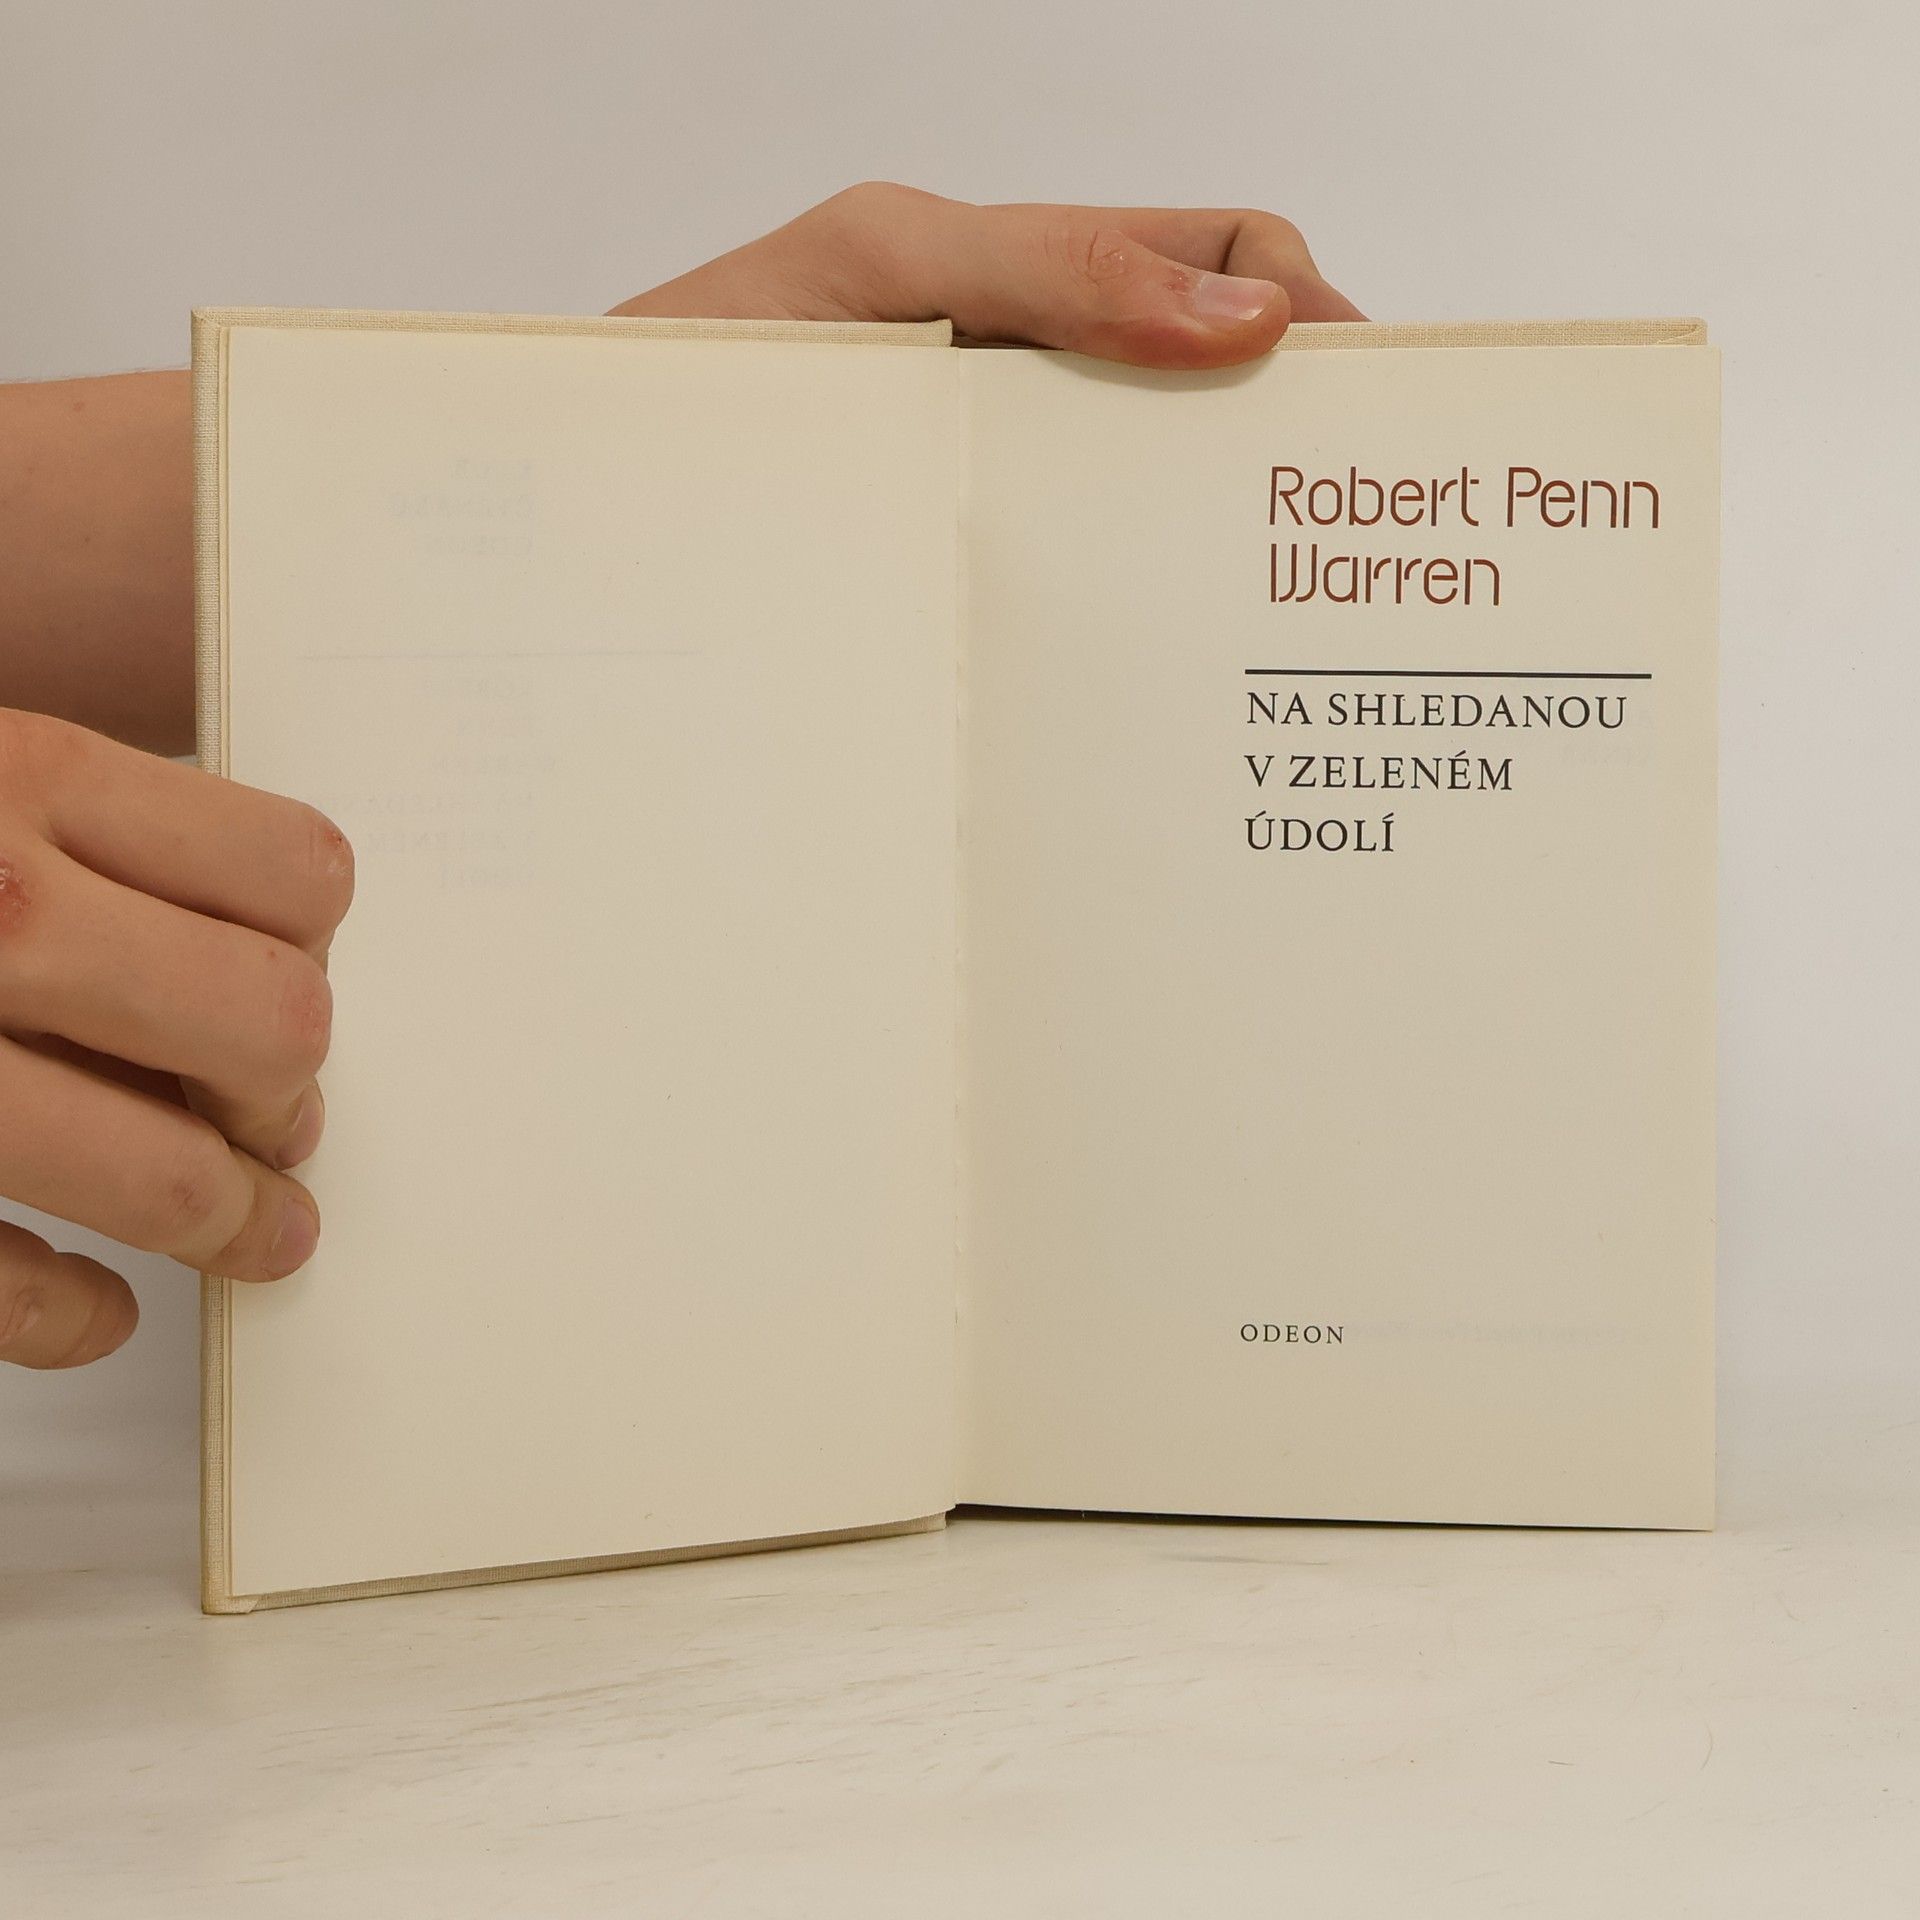 Robert Penn
Warren
NA SHLEDANOU
V ZELENÉM
ÚDOLÍ
ODEON